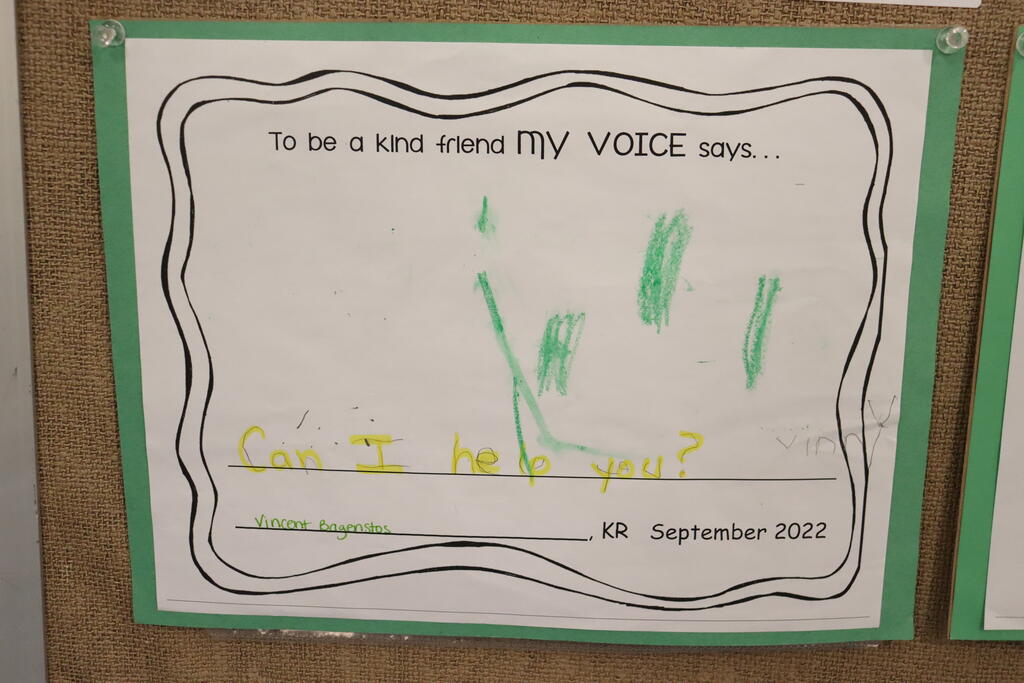 To be a kind friend MY VOICE says...
Can I help you?
vinny
Vincent Bagenstos, KR September 2022